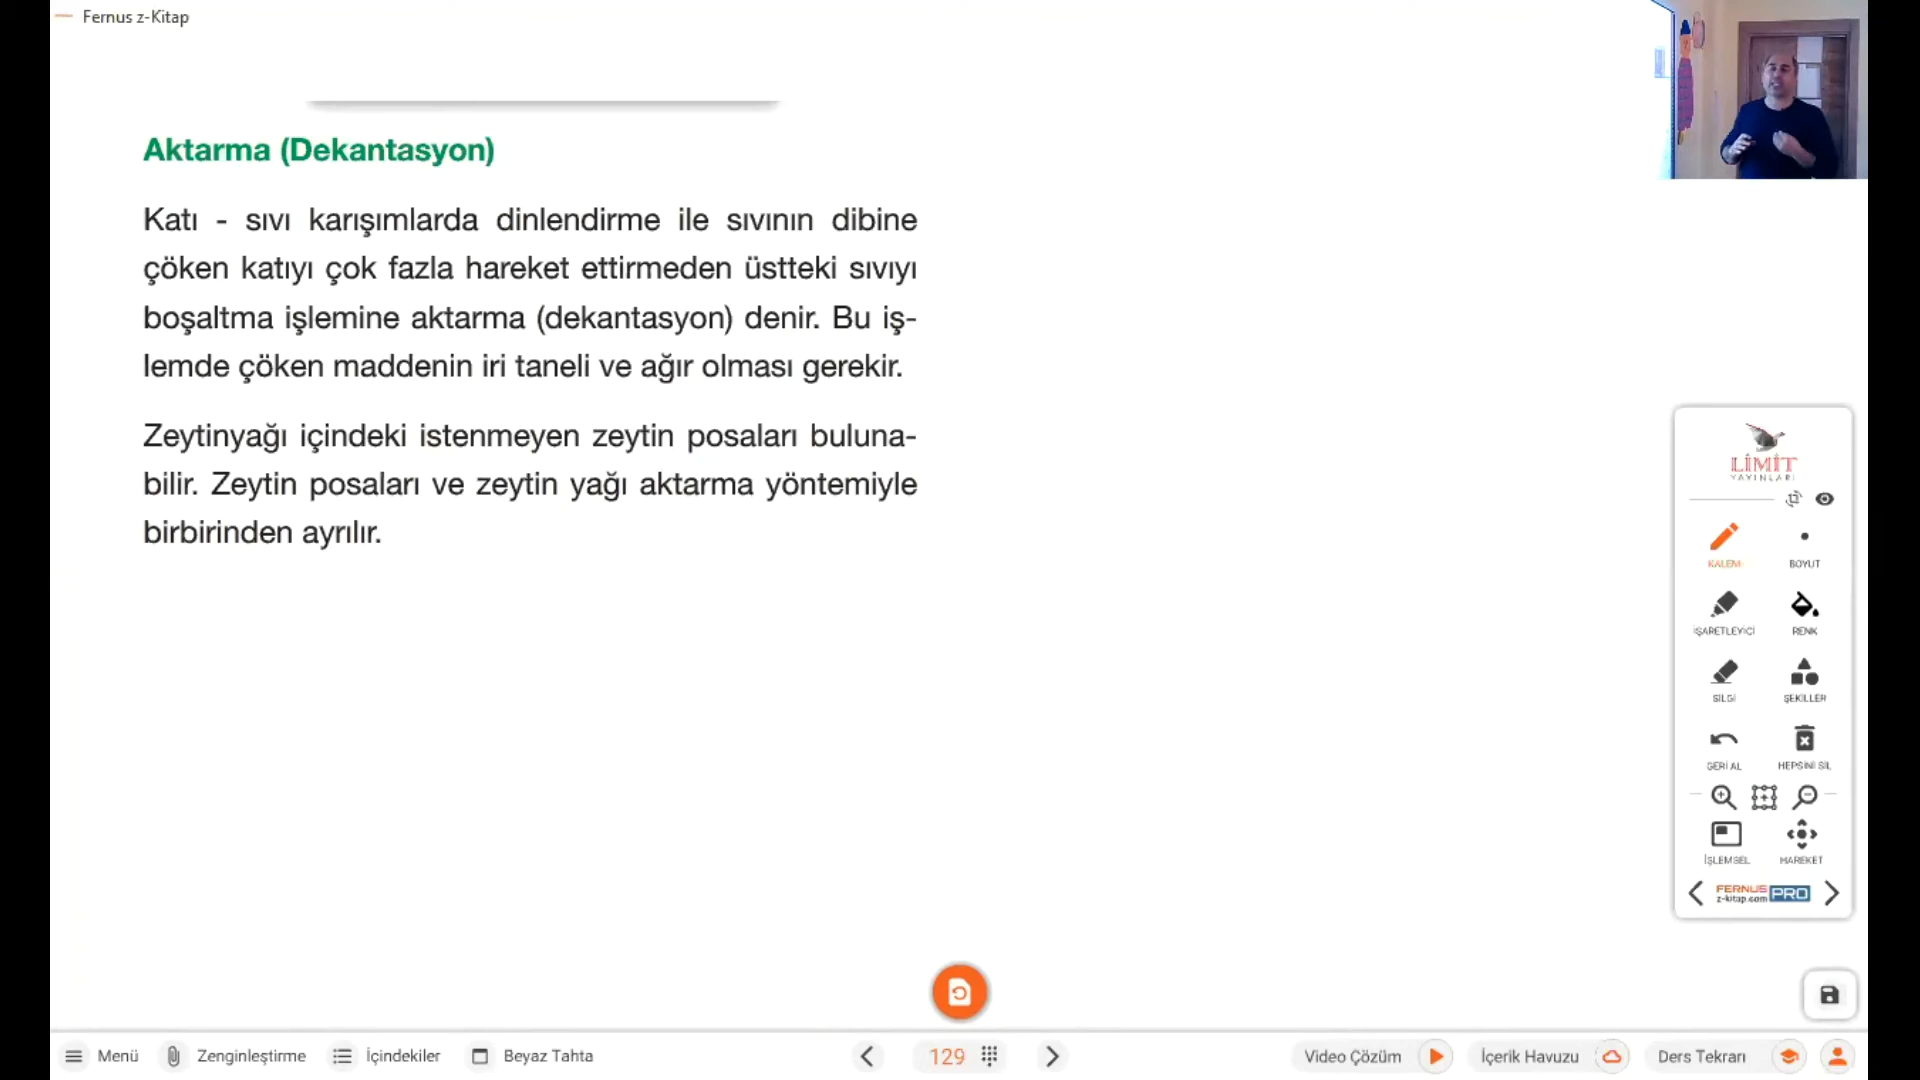 Fernus z-Kitap
Aktarma (Dekantasyon)
Katı - sıvı karışımlarda dinlendirme ile sıvının dibine
çöken katıyı çok fazla hareket ettirmeden üstteki sıvıyı
boşaltma işlemine aktarma (dekantasyon) denir. Bu iş-
lemde çöken maddenin iri taneli ve ağır olması gerekir.
Zeytinyağı içindeki istenmeyen zeytin posaları buluna-
bilir. Zeytin posaları ve zeytin yağı aktarma yöntemiyle
birbirinden ayrılır.
LİMİT
YAYINLARI
KALEM BOYUT
İŞARETLEYİCİ RENK
SİLGİ ŞEKİLLER
GERİ AL HEPSİNİ SİL
İŞLEMSEL HAREKET
FERNUS PRO
z-kitap.com
Menü Zenginleştirme İçindekiler Beyaz Tahta 129 Video Çözüm İçerik Havuzu Ders Tekrarı